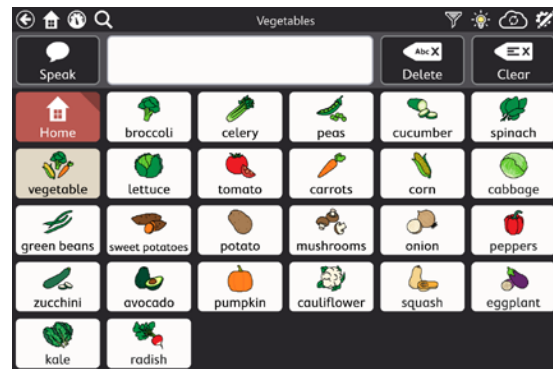 Vegetables
Speak
Abc X
Delete
X
Clear
Home
broccoli
celery
peas
cucumber
spinach
vegetable
lettuce
tomato
carrots
corn
cabbage
green beans
sweet potatoes
potato
mushrooms
onion
peppers
zucchini
avocado
pumpkin
cauliflower
squash
eggplant
kale
radish